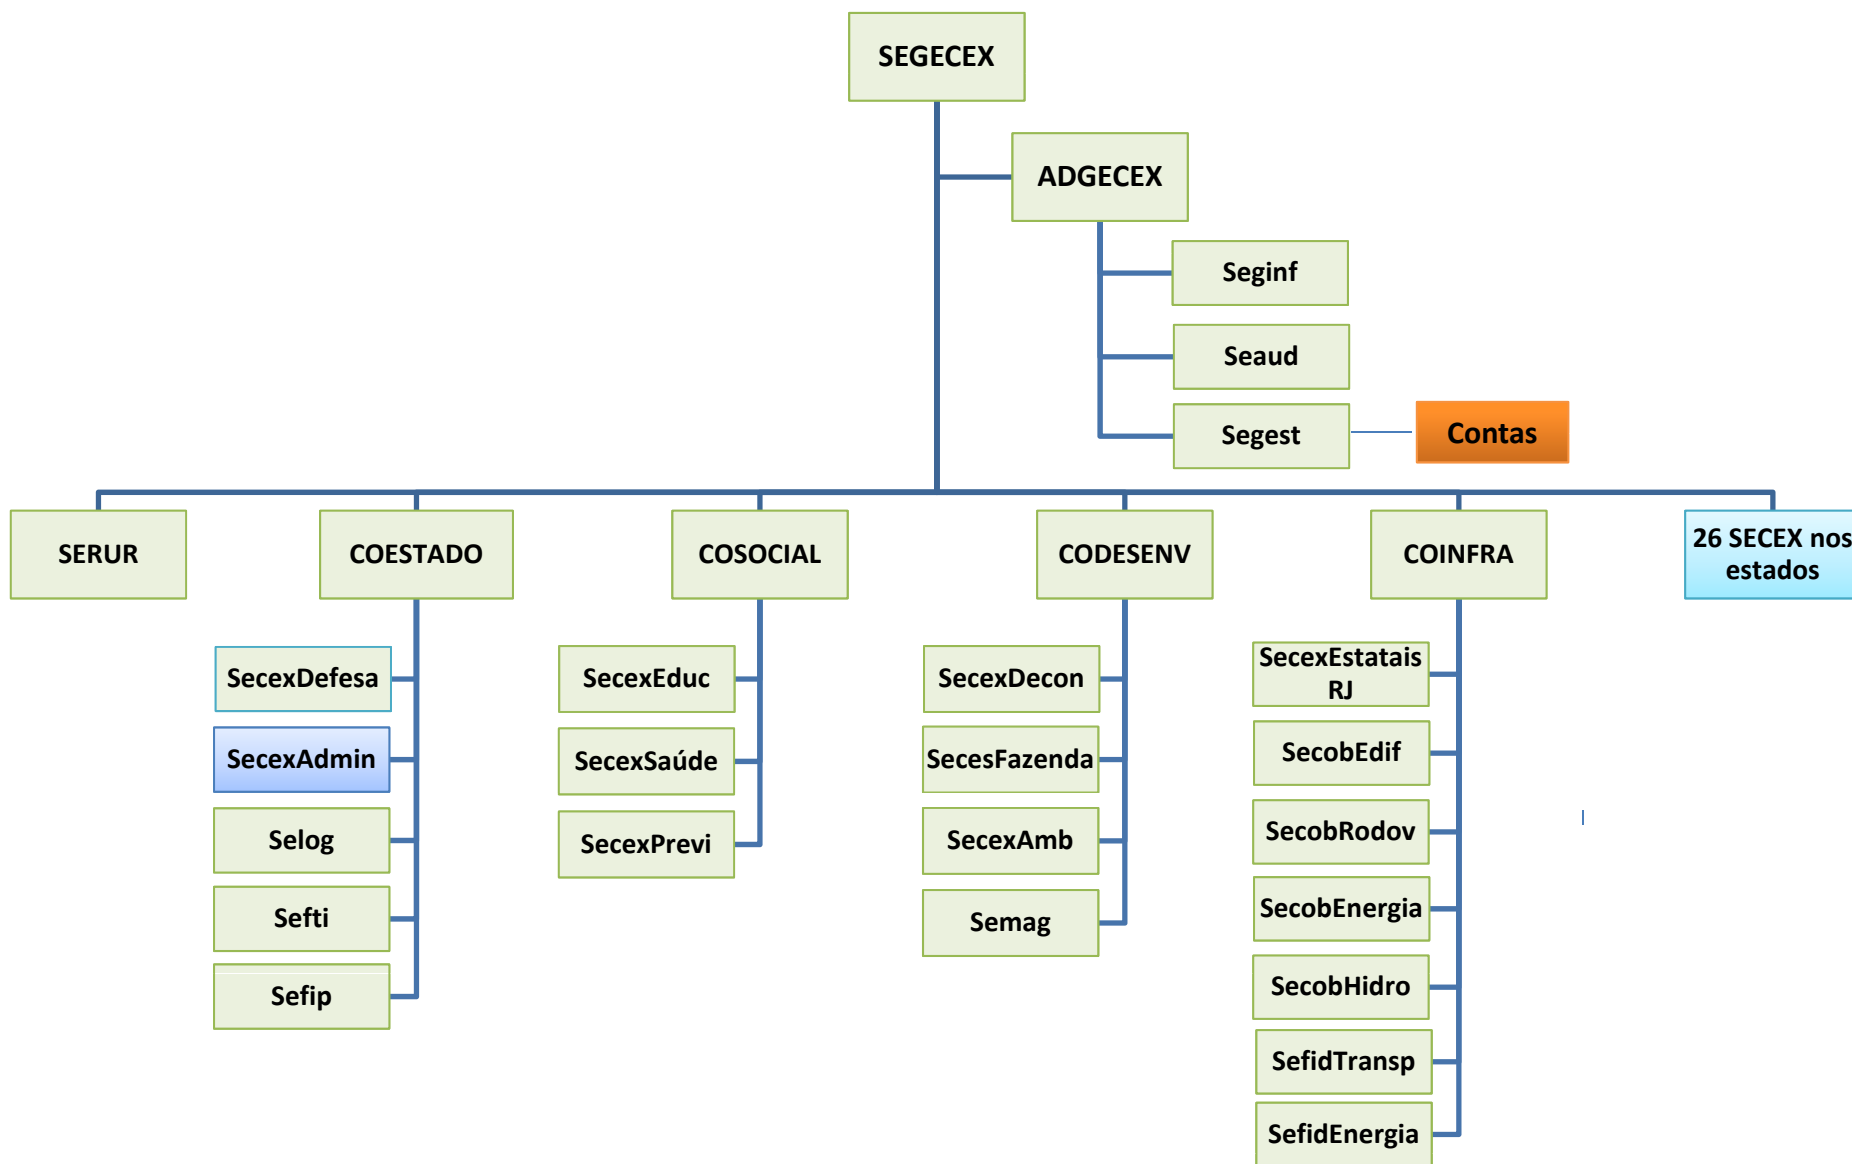 SEGECEX
ADGECEX
Seginf
Seaud
Segest
Contas
SERUR
COESTADO
COSOCIAL
CODESENV
COINFRA
26 SECEX nos
estados
SecexDefesa
SecexAdmin
Selog
Sefti
Sefip
SecexEduc
SecexSaúde
SecexPrevi
SecexDecon
SecesFazenda
SecexAmb
Semag
SecexEstatais
RJ
SecobEdif
SecobRodov
SecobEnergia
SecobHidro
SefidTransp
SefidEnergia